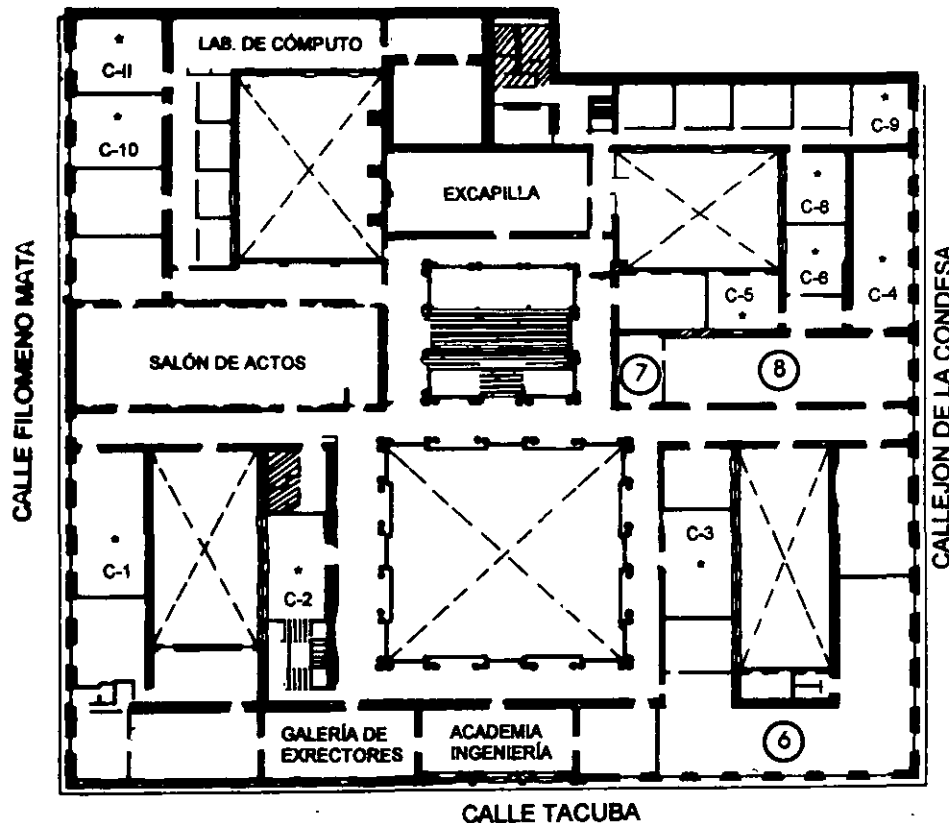 LAB. DE CÓMPUTO
C-11
C-10
C-9
EXCAPILLA
C-8
C-6
C-5
C-4
CALLE FILOMENO MATA
CALLEJON DE LA CONDESA
SALÓN DE ACTOS
7
8
C-1
C-2
C-3
GALERÍA DE
EXRECTORES
ACADEMIA
INGENIERÍA
6
CALLE TACUBA